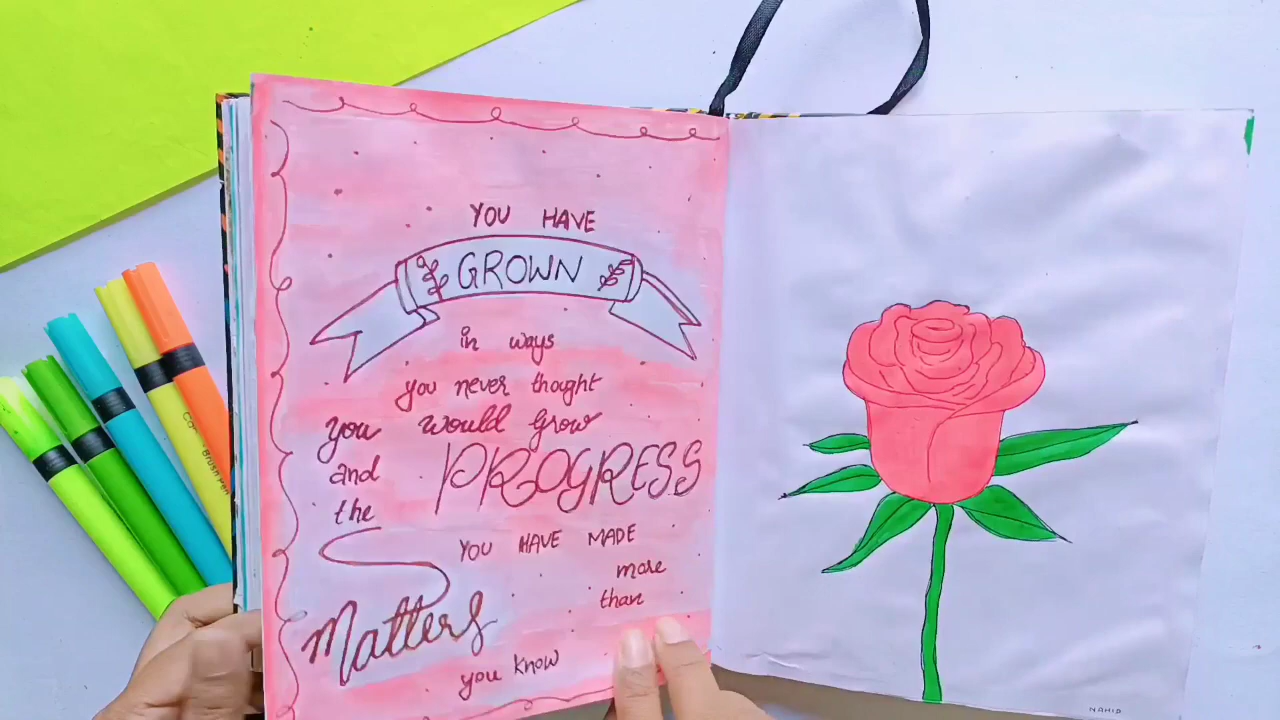 YOU HAVE
GROWN
in ways
you never thought
you would grow
and PROGRESS
the
YOU HAVE MADE
more
than
Matters
you know
NAHID